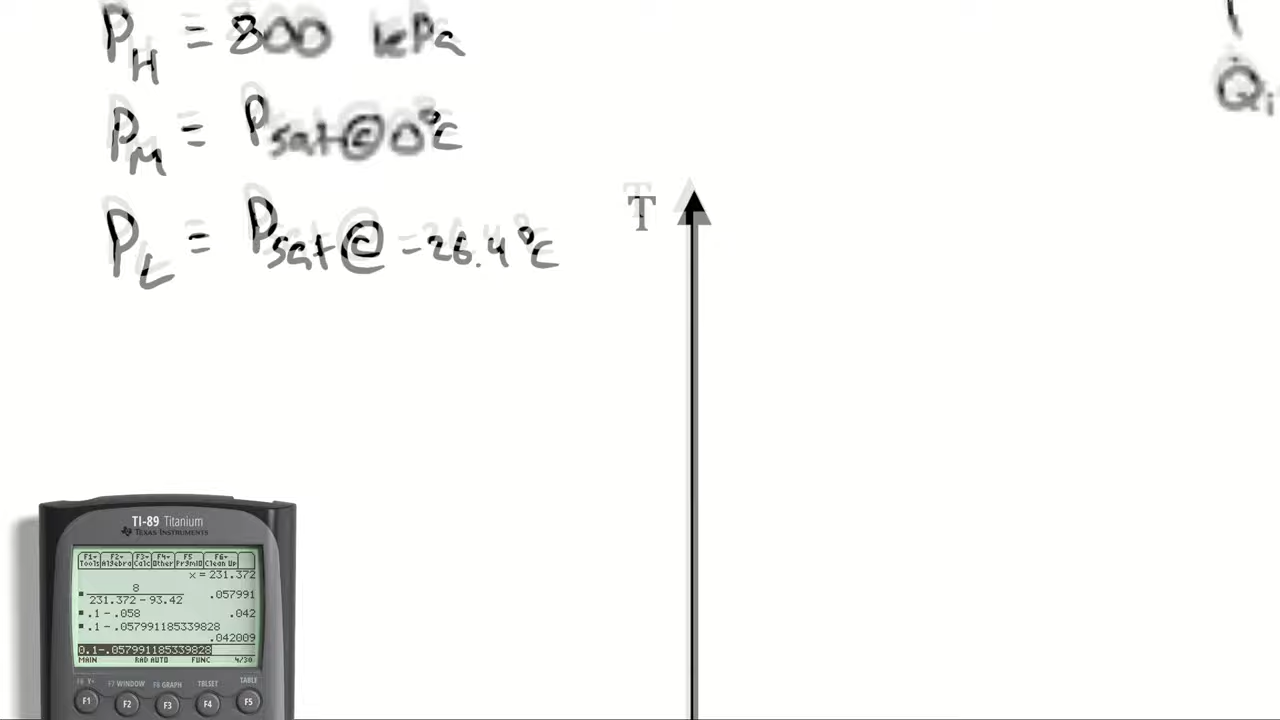 P_H = 800 kPa
P_M = P_sat@0°C
P_L = P_sat@-26.4°C
Q_i
T
TI-89 Titanium
TEXAS INSTRUMENTS
F1 F2 F3 F4 F5 F6
Tools Algebra Calc Other PrgmIO Clean Up
x = 231.372
8
231.372 - 93.42 .057991
.1 - .058 .042
.1 - .057991185339828
.042009
0.1-.057991185339828
MAIN RAD AUTO FUNC 4/30
F6 Y= F7 WINDOW F8 GRAPH TBLSET TABLE
F1 F2 F3 F4 F5